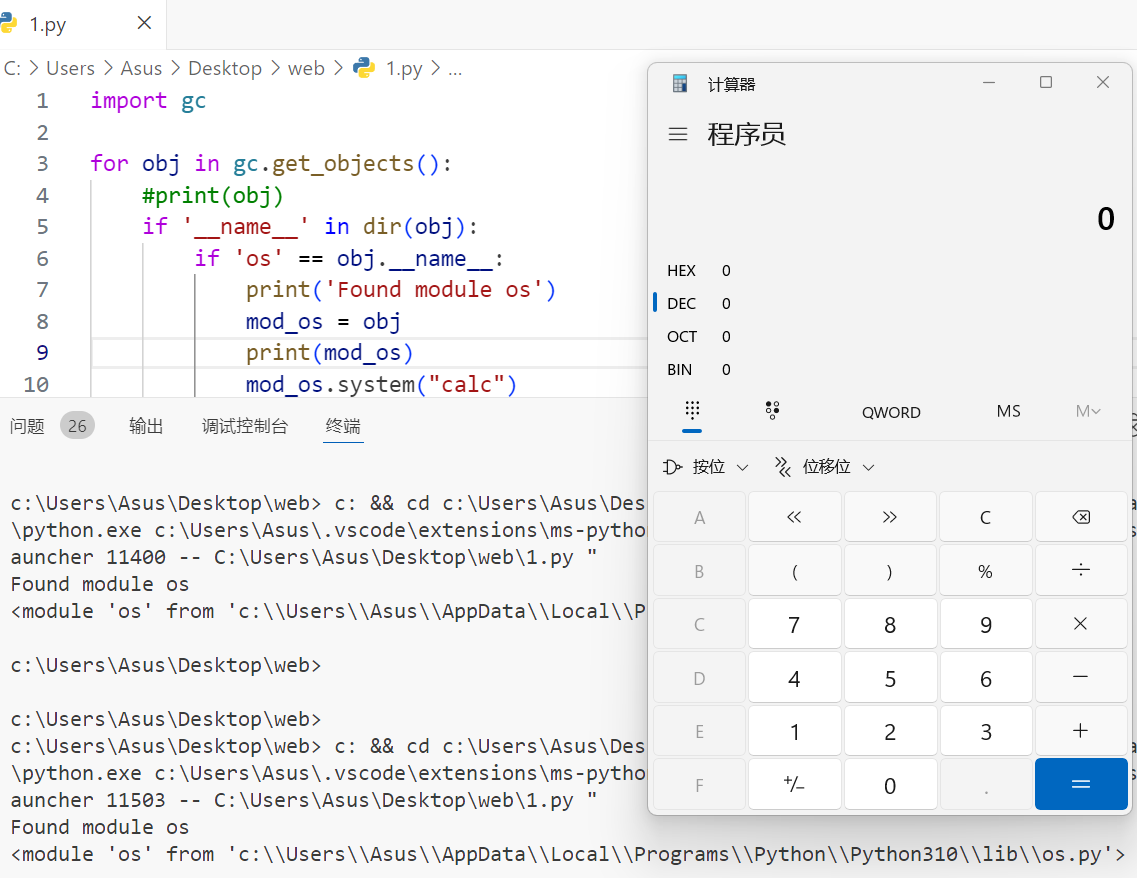 1.py
C: > Users > Asus > Desktop > web > 1.py > ...
1 import gc
2
3 for obj in gc.get_objects():
4 #print(obj)
5 if '__name__' in dir(obj):
6 if 'os' == obj.__name__:
7 print('Found module os')
8 mod_os = obj
9 print(mod_os)
10 mod_os.system("calc")
问题 26 输出 调试控制台 终端
c:\Users\Asus\Desktop\web> c: && cd c:\Users\Asus\Des
\python.exe c:\Users\Asus\.vscode\extensions\ms-pytho
auncher 11400 -- C:\Users\Asus\Desktop\web\1.py "
Found module os
<module 'os' from 'c:\\Users\\Asus\\AppData\\Local\\P
c:\Users\Asus\Desktop\web>
c:\Users\Asus\Desktop\web>
c:\Users\Asus\Desktop\web> c: && cd c:\Users\Asus\Des
\python.exe c:\Users\Asus\.vscode\extensions\ms-pytho
auncher 11503 -- C:\Users\Asus\Desktop\web\1.py "
Found module os
<module 'os' from 'c:\\Users\\Asus\\AppData\\Local\\Programs\\Python\\Python310\\lib\\os.py'>
计算器
程序员
0
HEX 0
DEC 0
OCT 0
BIN 0
QWORD MS M
按位 位移位
A « » C
B ( ) % ÷
C 7 8 9 ×
D 4 5 6 −
E 1 2 3 +
F +/− 0 . =